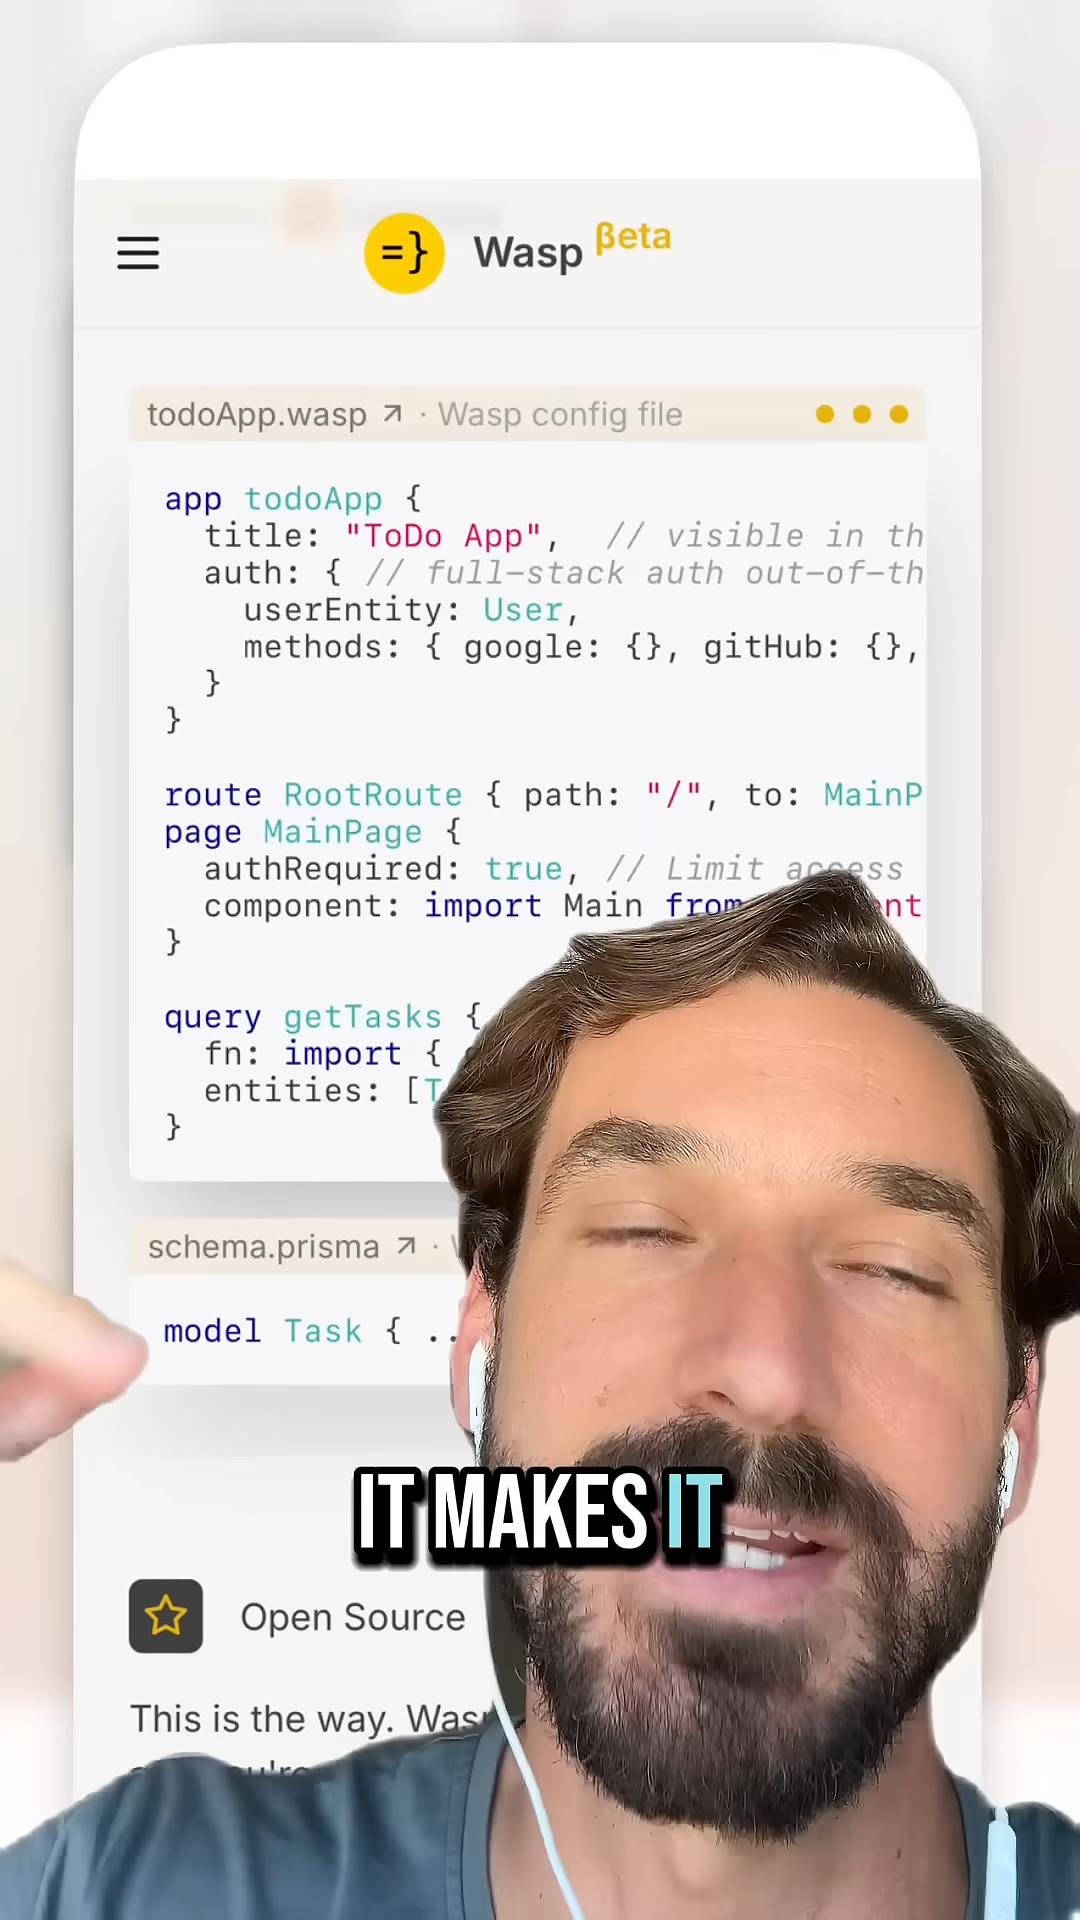 =} Wasp βeta
todoApp.wasp ↗ · Wasp config file
app todoApp {
title: "ToDo App", // visible in th
auth: { // full-stack auth out-of-th
userEntity: User,
methods: { google: {}, gitHub: {},
}
}
route RootRoute { path: "/", to: MainP
page MainPage {
authRequired: true, // Limit access
component: import Main from
}
query getTasks {
fn: import {
entities: [T
}
schema.prisma ↗ ·
model Task { ..
IT MAKES IT
Open Source
This is the way. Wasp